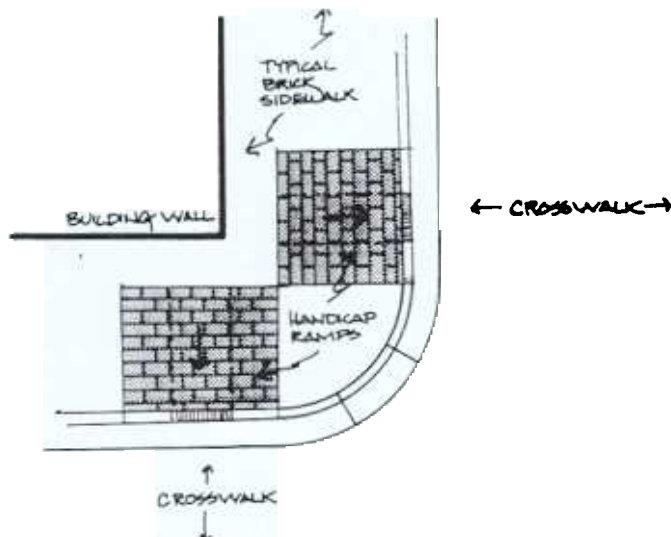 TYPICAL
BRICK
SIDEWALK
BUILDING WALL
CROSSWALK
HANDICAP
RAMPS
CROSSWALK